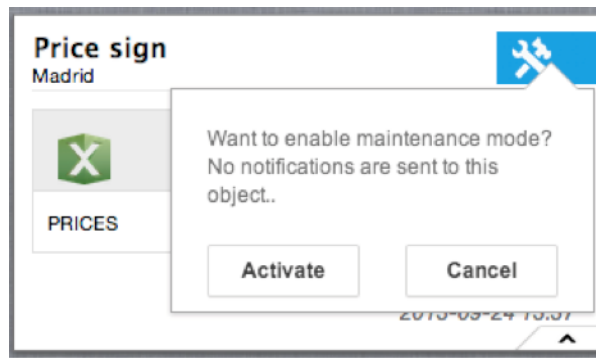 Price sign
Madrid
Want to enable maintenance mode?
No notifications are sent to this
object..
PRICES
Activate Cancel